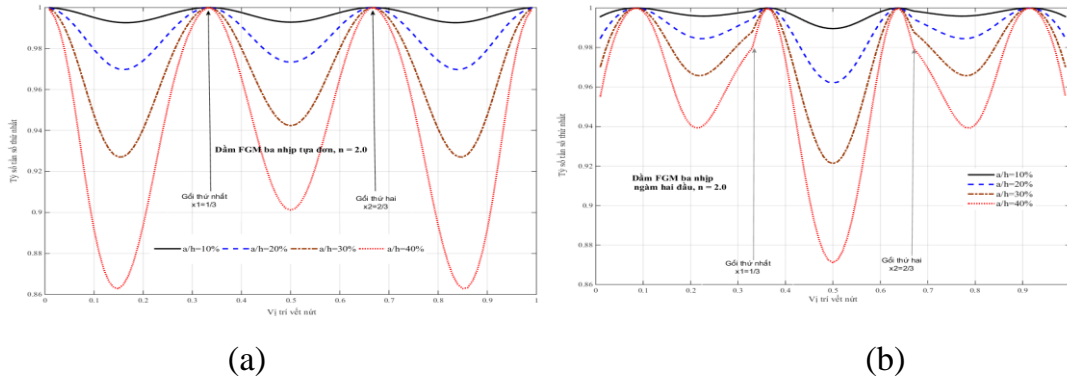 Tỷ số tần số thứ nhất
1
0.98
0.96
0.94
0.92
0.9
0.88
0.86
Dầm FGM ba nhịp tựa đơn, n = 2.0
Gối thứ nhất
x1=1/3
Gối thứ hai
x2=2/3
a/h=10% a/h=20% a/h=30% a/h=40%
0 0.1 0.2 0.3 0.4 0.5 0.6 0.7 0.8 0.9 1
Vị trí vết nứt
(a)
Tỷ số tần số thứ nhất
1
0.98
0.96
0.94
0.92
0.9
0.88
0.86
Dầm FGM ba nhịp
ngàm hai đầu, n = 2.0
a/h=10%
a/h=20%
a/h=30%
a/h=40%
Gối thứ nhất
x1=1/3
Gối thứ hai
x2=2/3
0 0.1 0.2 0.3 0.4 0.5 0.6 0.7 0.8 0.9
Vị trí vết nứt
(b)